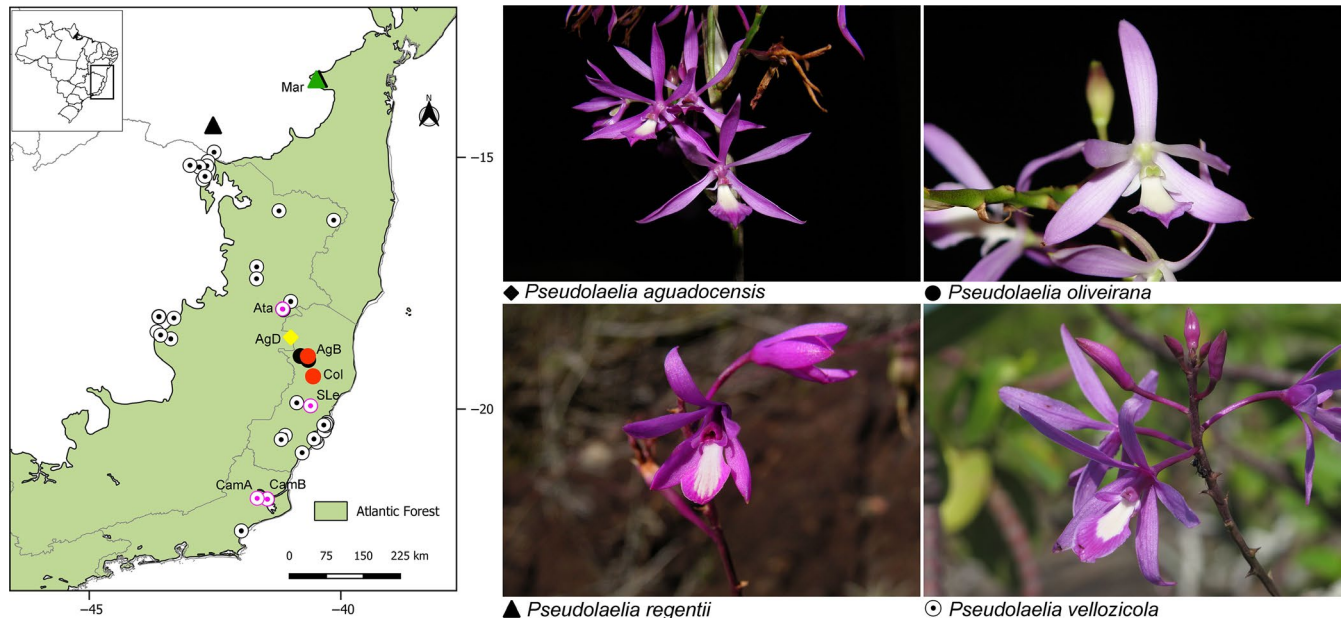 N
Mar
−15
Ata
AgD
AgB
Col
−20
SLe
CamA
CamB
Atlantic Forest
0 75 150 225 km
−45
−40
Pseudolaelia aguadocensis
Pseudolaelia oliveirana
Pseudolaelia regentii
Pseudolaelia vellozicola